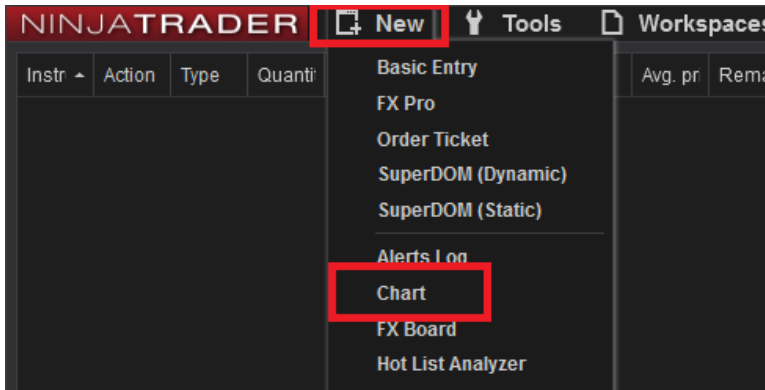 NINJATRADER New Tools Workspaces
Instr Action Type Quantit Avg. pri Rema
Basic Entry
FX Pro
Order Ticket
SuperDOM (Dynamic)
SuperDOM (Static)
Alerts Log
Chart
FX Board
Hot List Analyzer